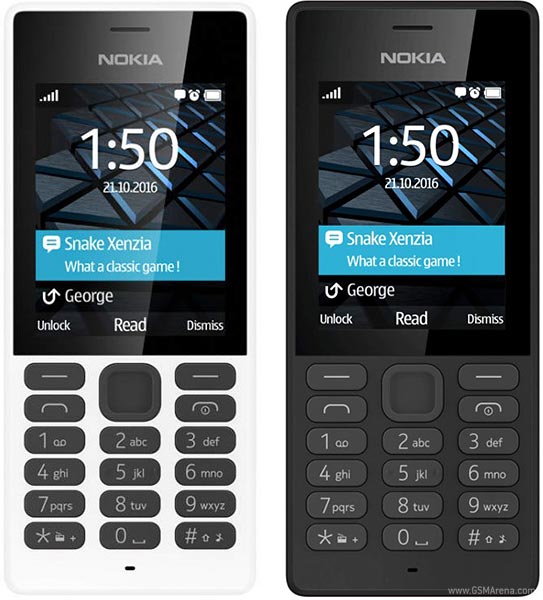 NOKIA
1:50
21.10.2016
Snake Xenzia
What a classic game !
George
Unlock Read Dismiss
1
2 abc
3 def
4 ghi
5 jkl
6 mno
7 pqrs
8 tuv
9 wxyz
* +
0
#
NOKIA
1:50
21.10.2016
Snake Xenzia
What a classic game !
George
Unlock Read Dismiss
1
2 abc
3 def
4 ghi
5 jkl
6 mno
7 pqrs
8 tuv
9 wxyz
* +
0
#
www.GSMArena.com